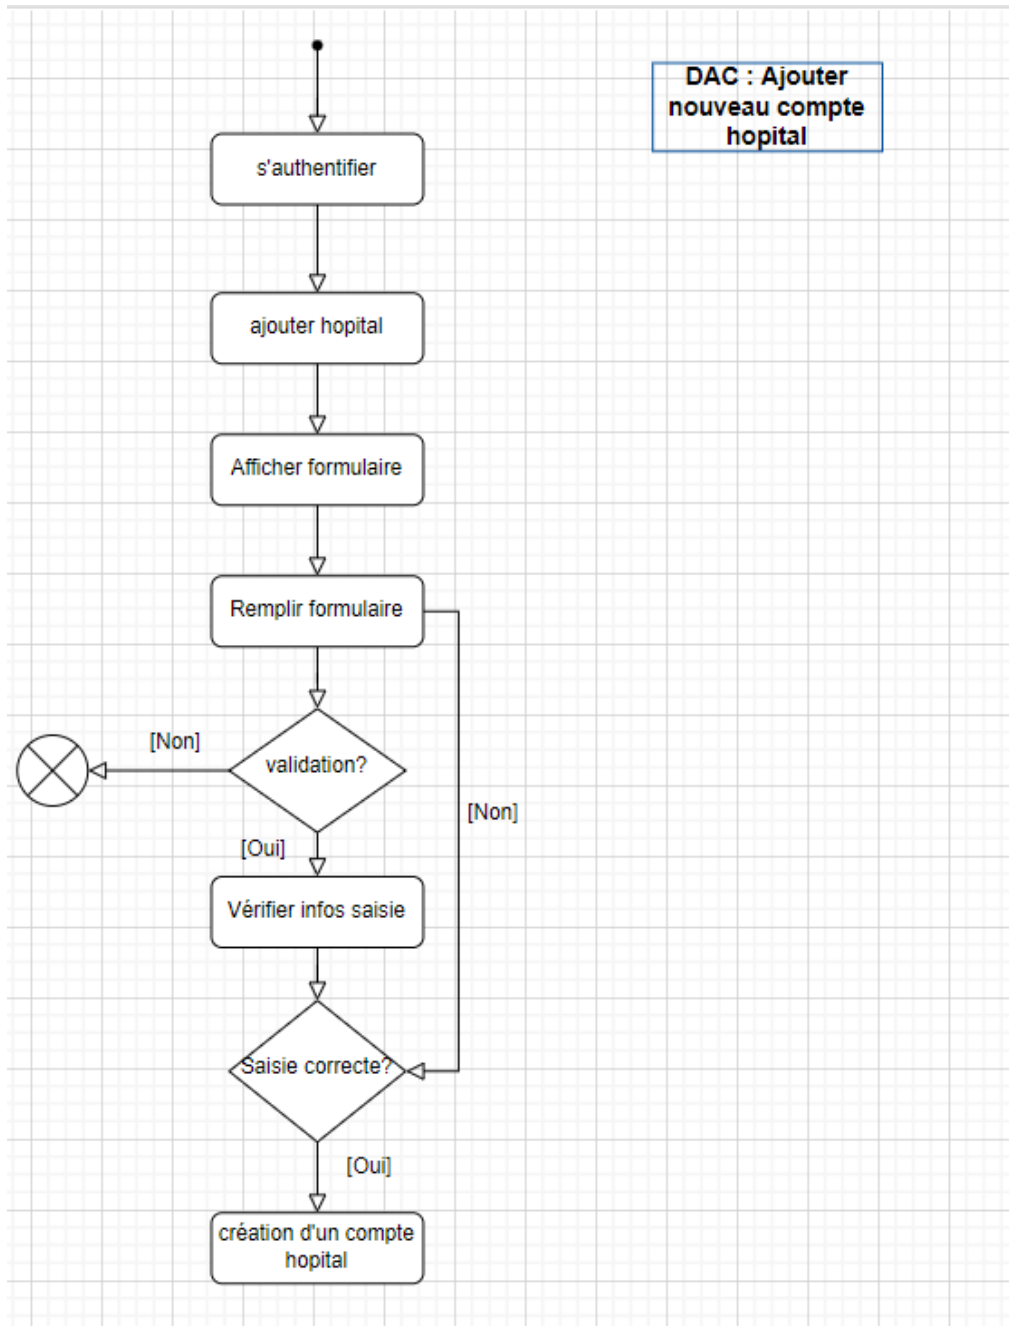 DAC : Ajouter
nouveau compte
hopital
s'authentifier
ajouter hopital
Afficher formulaire
Remplir formulaire
[Non]
validation?
[Non]
[Oui]
Vérifier infos saisie
Saisie correcte?
[Oui]
création d'un compte
hopital